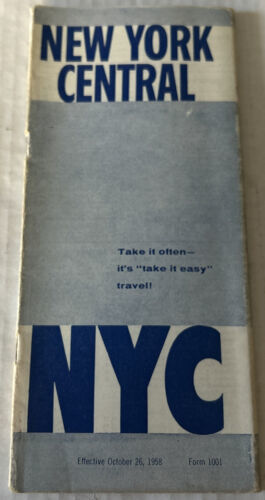 NEW YORK
CENTRAL
Take it often—
it's "take it easy"
travel!
NYC
Effective October 26, 1958 Form 1001